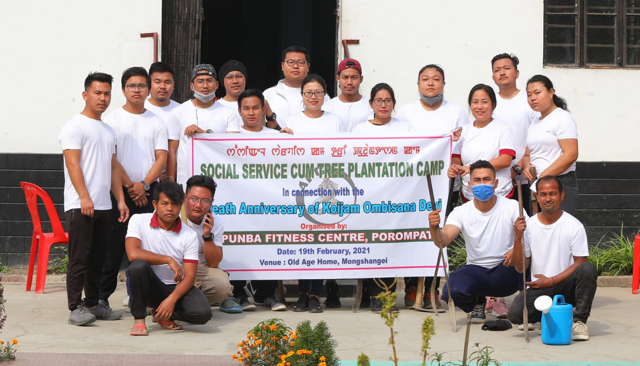 SOCIAL SERVICE CUM TREE PLANTATION CAMP
In connection with the
Death Anniversary of Koijam Ombisana Devi
Organised by:
PUNBA FITNESS CENTRE, POROMPAT
Date: 19th February, 2021
Venue: Old Age Home, Mongshangei